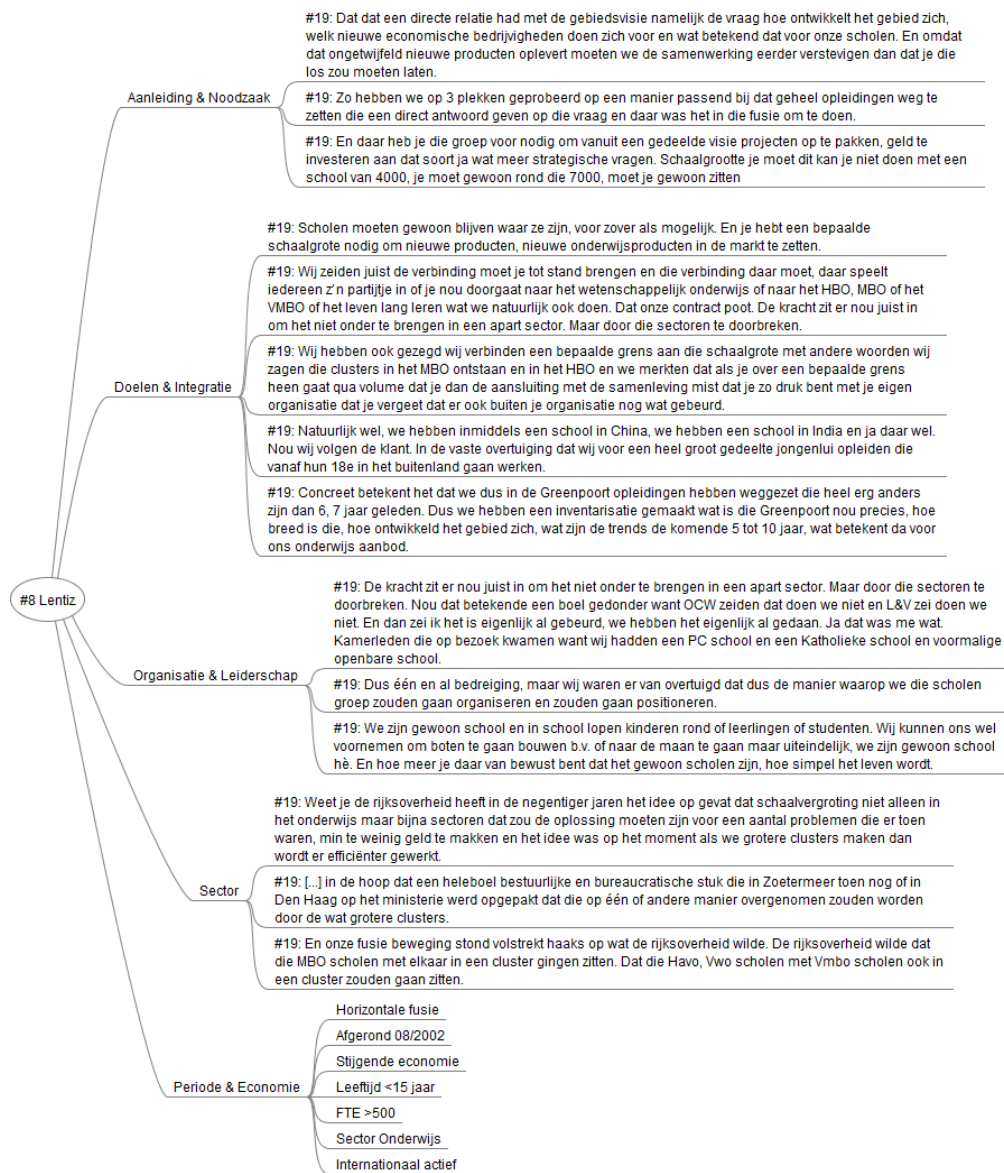 #19: Dat dat een directe relatie had met de gebiedsvisie namelijk de vraag hoe ontwikkelt het gebied zich,
welk nieuwe economische bedrijvigheden doen zich voor en wat betekend dat voor onze scholen. En omdat
dat ongetwijfeld nieuwe producten oplevert moeten we de samenwerking eerder verstevigen dan dat je die
los zou moeten laten.
Aanleiding & Noodzaak
#19: Zo hebben we op 3 plekken geprobeerd op een manier passend bij dat geheel opleidingen weg te
zetten die een direct antwoord geven op die vraag en daar was het in die fusie om te doen.
#19: En daar heb je die groep voor nodig om vanuit een gedeelde visie projecten op te pakken, geld te
investeren aan dat soort ja wat meer strategische vragen. Schaalgrootte je moet dit kan je niet doen met een
school van 4000, je moet gewoon rond die 7000, moet je gewoon zitten
#19: Scholen moeten gewoon blijven waar ze zijn, voor zover als mogelijk. En je hebt een bepaalde
schaalgrote nodig om nieuwe producten, nieuwe onderwijsproducten in de markt te zetten.
#19: Wij zeiden juist de verbinding moet je tot stand brengen en die verbinding daar moet, daar speelt
iedereen z'n partijtje in of je nou doorgaat naar het wetenschappelijk onderwijs of naar het HBO, MBO of het
VMBO of het leven lang leren wat we natuurlijk ook doen. Dat onze contract poot. De kracht zit er nou juist in
om het niet onder te brengen in een apart sector. Maar door die sectoren te doorbreken.
Doelen & Integratie
#19: Wij hebben ook gezegd wij verbinden een bepaalde grens aan die schaalgrote met andere woorden wij
zagen die clusters in het MBO ontstaan en in het HBO en we merkten dat als je over een bepaalde grens
heen gaat qua volume dat je dan de aansluiting met de samenleving mist dat je zo druk bent met je eigen
organisatie dat je vergeet dat er ook buiten je organisatie nog wat gebeurd.
#19: Natuurlijk wel, we hebben inmiddels een school in China, we hebben een school in India en ja daar wel.
Nou wij volgen de klant. In de vaste overtuiging dat wij voor een heel groot gedeelte jongenlui opleiden die
vanaf hun 18e in het buitenland gaan werken.
#19: Concreet betekent het dat we dus in de Greenpoort opleidingen hebben weggezet die heel erg anders
zijn dan 6, 7 jaar geleden. Dus we hebben een inventarisatie gemaakt wat is die Greenpoort nou precies, hoe
breed is die, hoe ontwikkeld het gebied zich, wat zijn de trends de komende 5 tot 10 jaar, wat betekent da voor
ons onderwijs aanbod.
#8 Lentiz
#19: De kracht zit er nou juist in om het niet onder te brengen in een apart sector. Maar door die sectoren te
doorbreken. Nou dat betekende een boel gedonder want OCW zeiden dat doen we niet en L&V zei doen we
niet. En dan zei ik het is eigenlijk al gebeurd, we hebben het eigenlijk al gedaan. Ja dat was me wat.
Kamerleden die op bezoek kwamen want wij hadden een PC school en een Katholieke school en voormalige
openbare school.
Organisatie & Leiderschap
#19: Dus één en al bedreiging, maar wij waren er van overtuigd dat dus de manier waarop we die scholen
groep zouden gaan organiseren en zouden gaan positioneren.
#19: We zijn gewoon school en in school lopen kinderen rond of leerlingen of studenten. Wij kunnen ons wel
voornemen om boten te gaan bouwen b.v. of naar de maan te gaan maar uiteindelijk, we zijn gewoon school
hè. En hoe meer je daar van bewust bent dat het gewoon scholen zijn, hoe simpel het leven wordt.
#19: Weet je de rijksoverheid heeft in de negentiger jaren het idee op gevat dat schaalvergroting niet alleen in
het onderwijs maar bijna sectoren dat zou de oplossing moeten zijn voor een aantal problemen die er toen
waren, min te weinig geld te makken en het idee was op het moment als we grotere clusters maken dan
wordt er efficiënter gewerkt.
Sector
#19: [...] in de hoop dat een heleboel bestuurlijke en bureaucratische stuk die in Zoetermeer toen nog of in
Den Haag op het ministerie werd opgepakt dat die op één of andere manier overgenomen zouden worden
door de wat grotere clusters.
#19: En onze fusie beweging stond volstrekt haaks op wat de rijksoverheid wilde. De rijksoverheid wilde dat
die MBO scholen met elkaar in een cluster gingen zitten. Dat die Havo, Vwo scholen met Vmbo scholen ook in
een cluster zouden gaan zitten.
Horizontale fusie
Afgerond 08/2002
Stijgende economie
Periode & Economie
Leeftijd <15 jaar
FTE >500
Sector Onderwijs
Internationaal actief